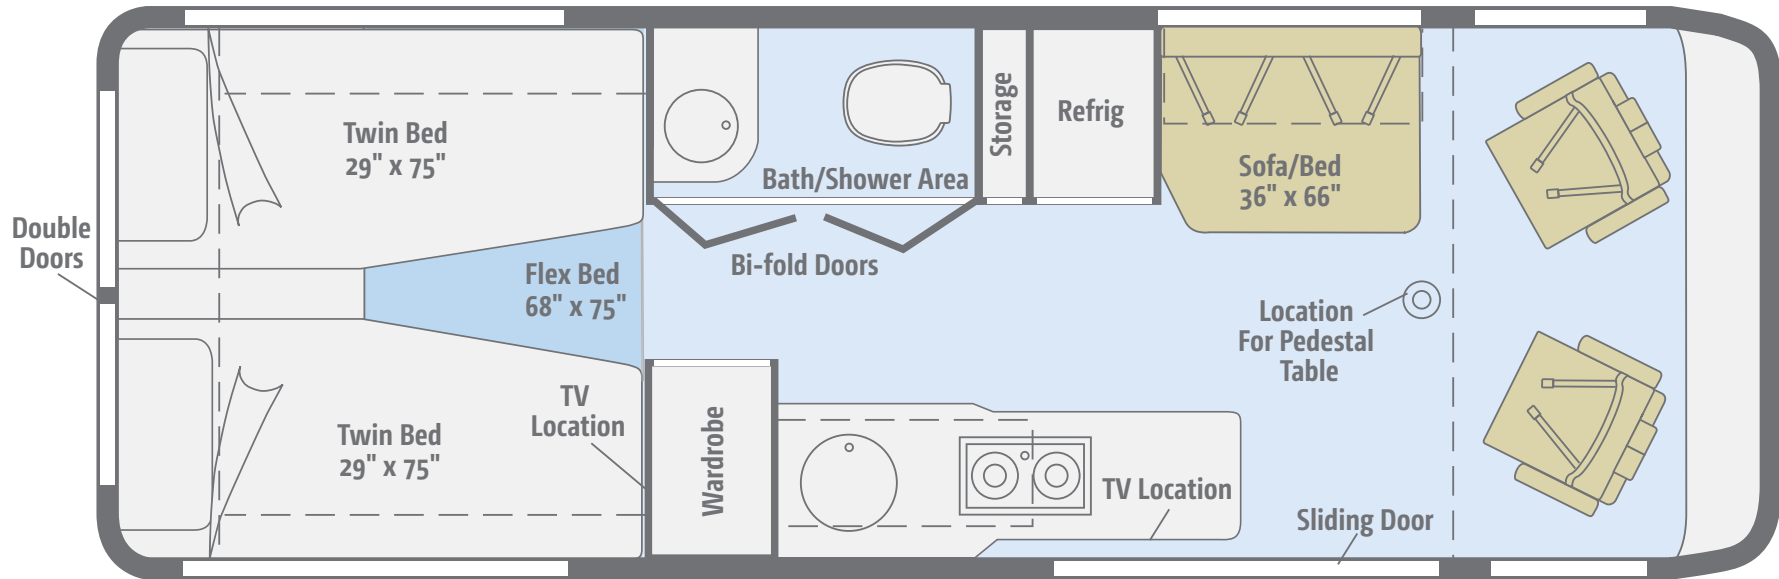 Twin Bed
29" x 75"
Double
Doors
Flex Bed
68" x 75"
Twin Bed
29" x 75"
TV
Location
Bath/Shower Area
Bi-fold Doors
Storage
Refrig
Sofa/Bed
36" x 66"
Location
For Pedestal
Table
Wardrobe
TV Location
Sliding Door